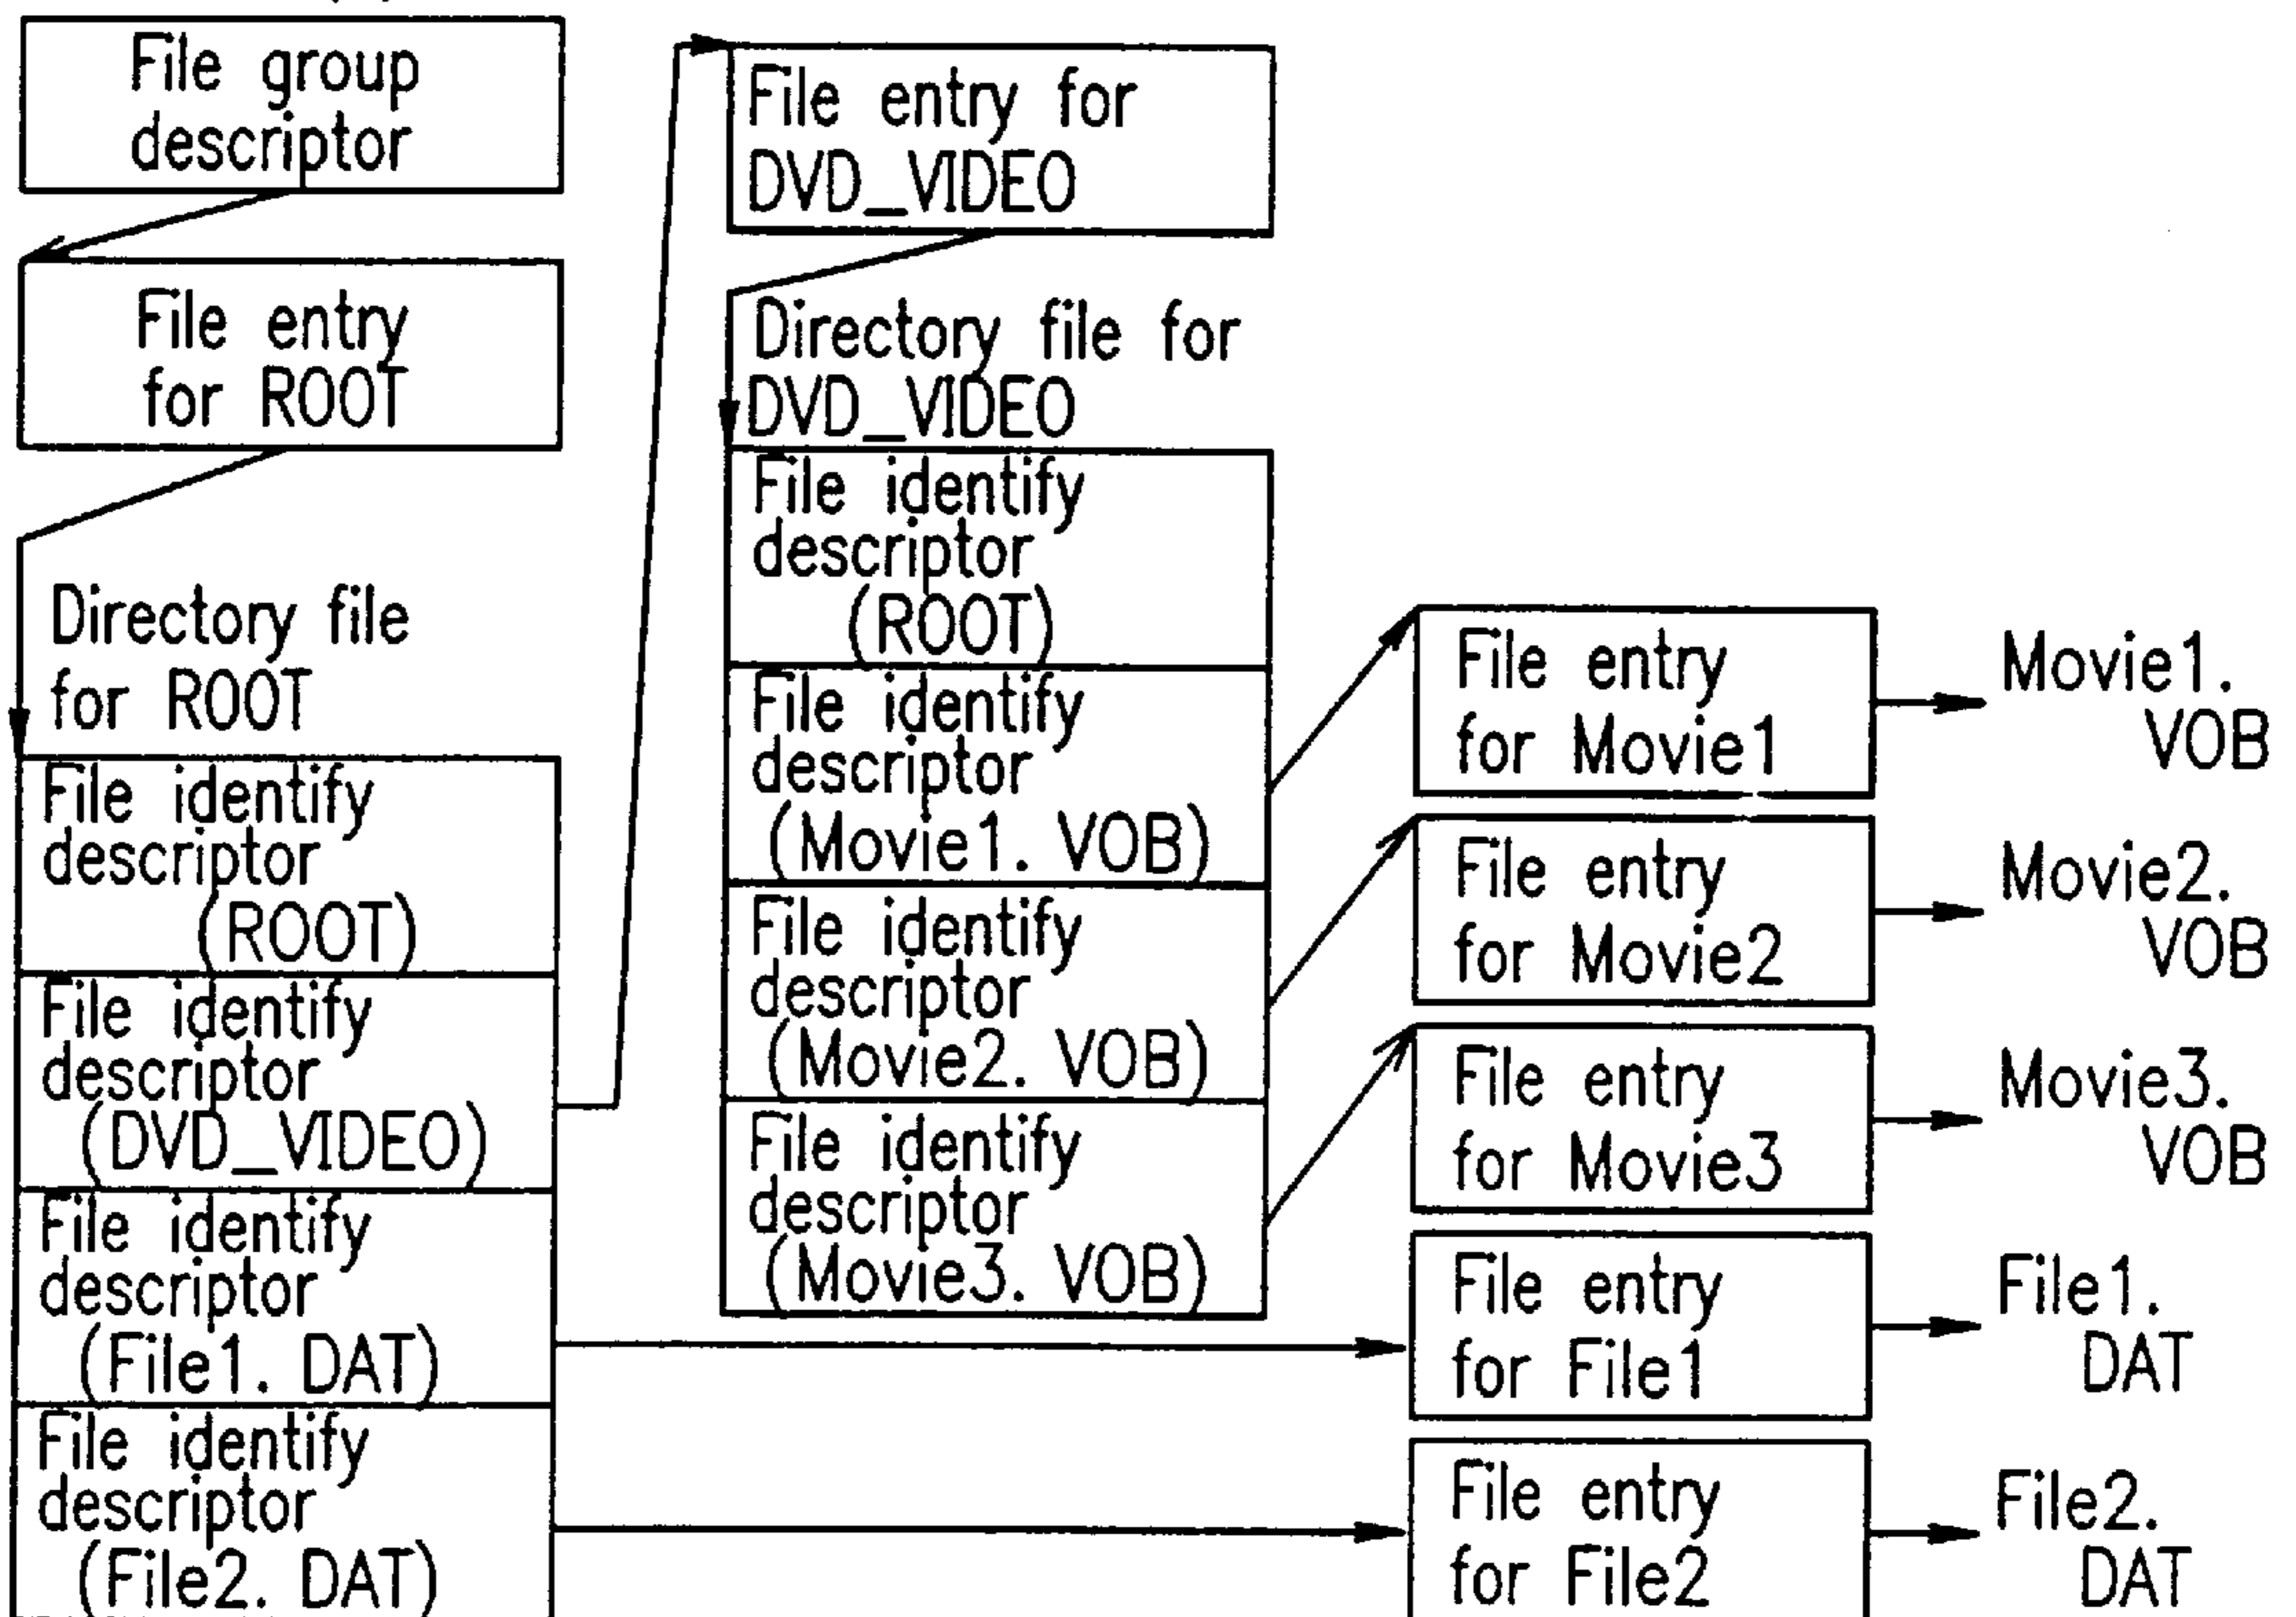 File group
descriptor
File entry
for ROOT
Directory file
for ROOT
File identify
descriptor
(ROOT)
File identify
descriptor
(DVD_VIDEO)
File identify
descriptor
(File1. DAT)
File identify
descriptor
(File2. DAT)
File entry for
DVD_VIDEO
Directory file for
DVD_VIDEO
File identify
descriptor
(ROOT)
File identify
descriptor
(Movie1. VOB)
File identify
descriptor
(Movie2. VOB)
File identify
descriptor
(Movie3. VOB)
File entry
for Movie1
Movie1.
VOB
File entry
for Movie2
Movie2.
VOB
File entry
for Movie3
Movie3.
VOB
File entry
for File1
File1.
DAT
File entry
for File2
File2.
DAT